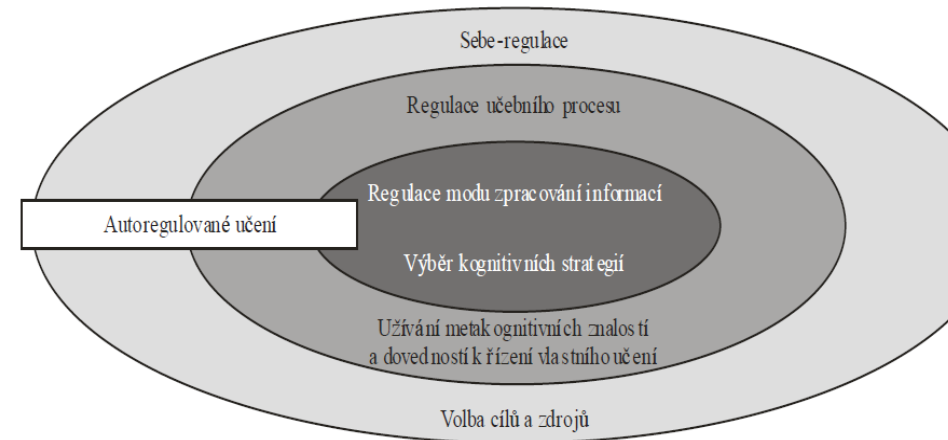 Sebe-regulace
Regulace učebního procesu
Regulace modu zpracování informací
Autoregulované učení
Výběr kognitivních strategií
Užívání metakognitivních znalostí
a dovedností k řízení vlastního učení
Volba cílů a zdrojů